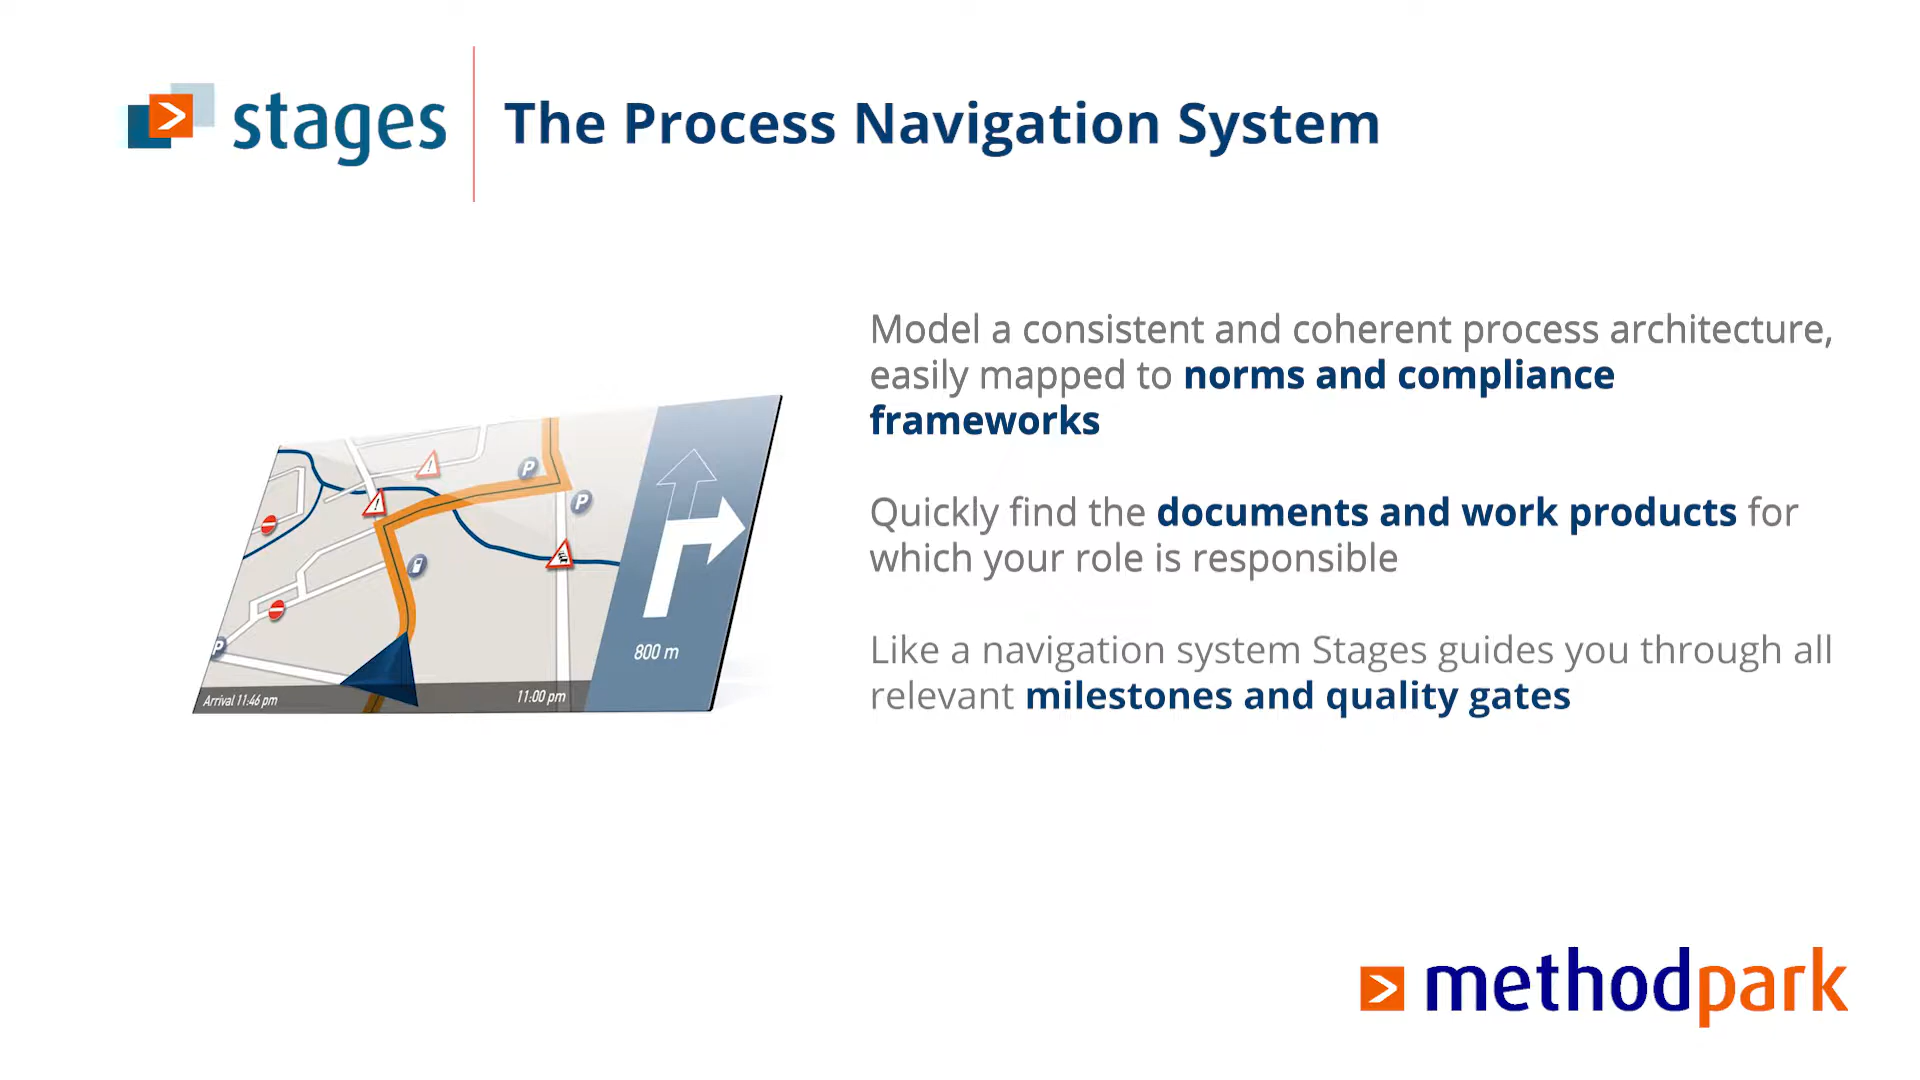 stages
The Process Navigation System
Model a consistent and coherent process architecture,
easily mapped to norms and compliance
frameworks
Quickly find the documents and work products for
which your role is responsible
Like a navigation system Stages guides you through all
relevant milestones and quality gates
P
P
P
800 m
Arrival 11:46 pm
11:00 pm
methodpark